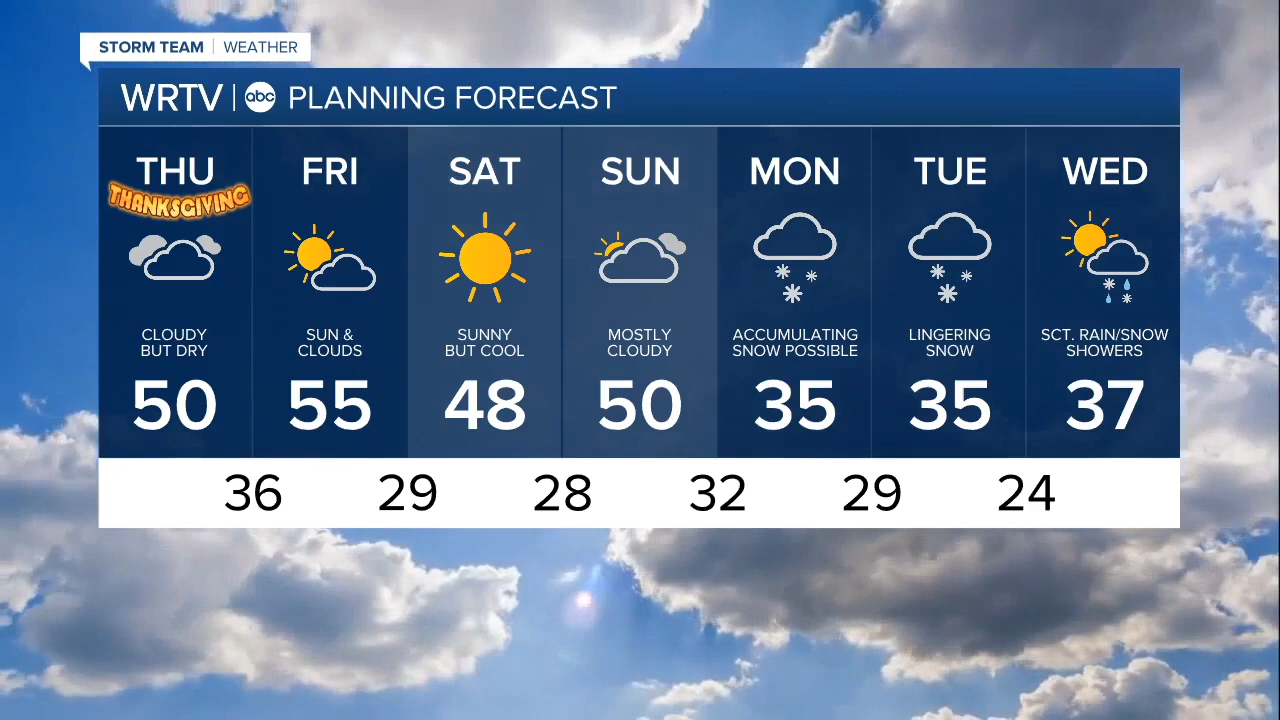 STORM TEAM | WEATHER
WRTV | abc PLANNING FORECAST
THU
THANKSGIVING
CLOUDY
BUT DRY
50
FRI
SUN &
CLOUDS
55
SAT
SUNNY
BUT COOL
48
SUN
MOSTLY
CLOUDY
50
MON
ACCUMULATING
SNOW POSSIBLE
35
TUE
LINGERING
SNOW
35
WED
SCT. RAIN/SNOW
SHOWERS
37
36 29 28 32 29 24